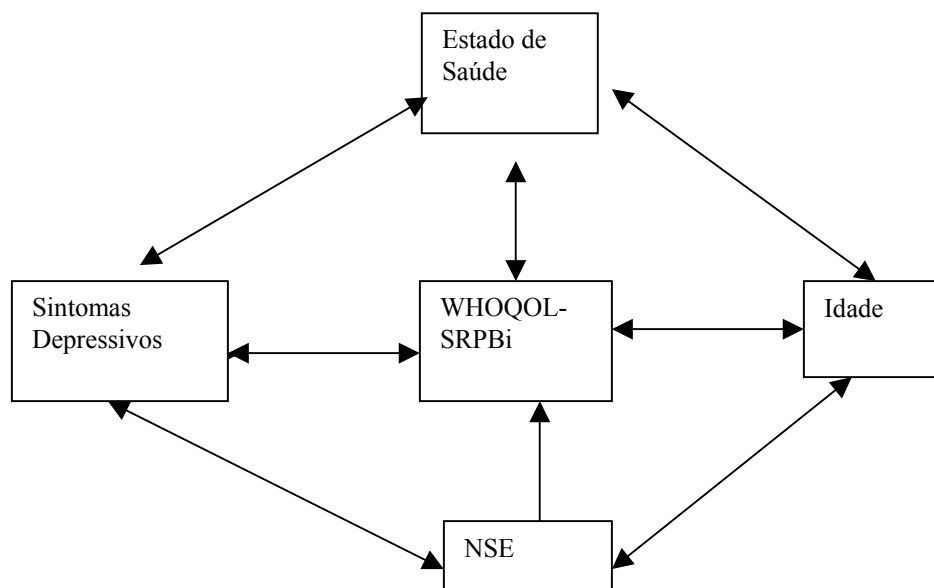 Estado de
Saúde
Sintomas
Depressivos
WHOQOL-
SRPBi
Idade
NSE